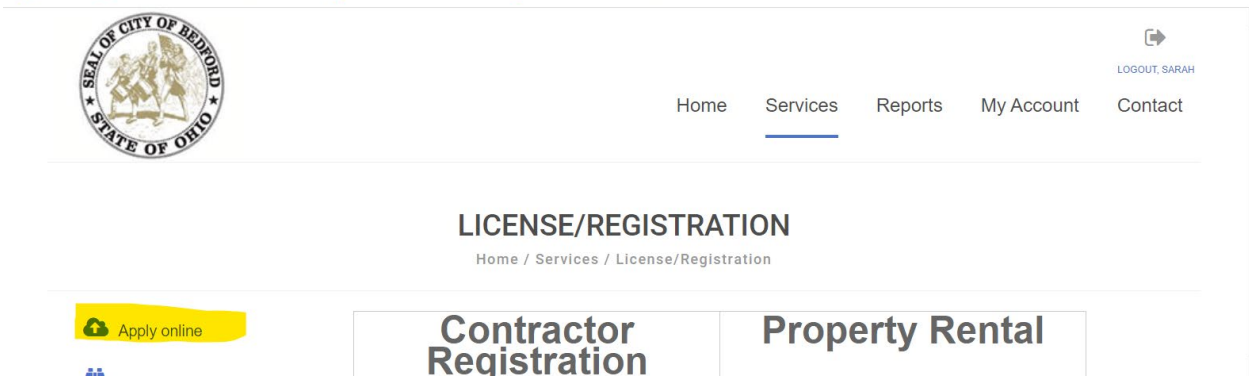 SEAL OF CITY OF BEDFORD
STATE OF OHIO
LOGOUT, SARAH
Home Services Reports My Account Contact
LICENSE/REGISTRATION
Home / Services / License/Registration
Apply online
Contractor
Registration
Property Rental